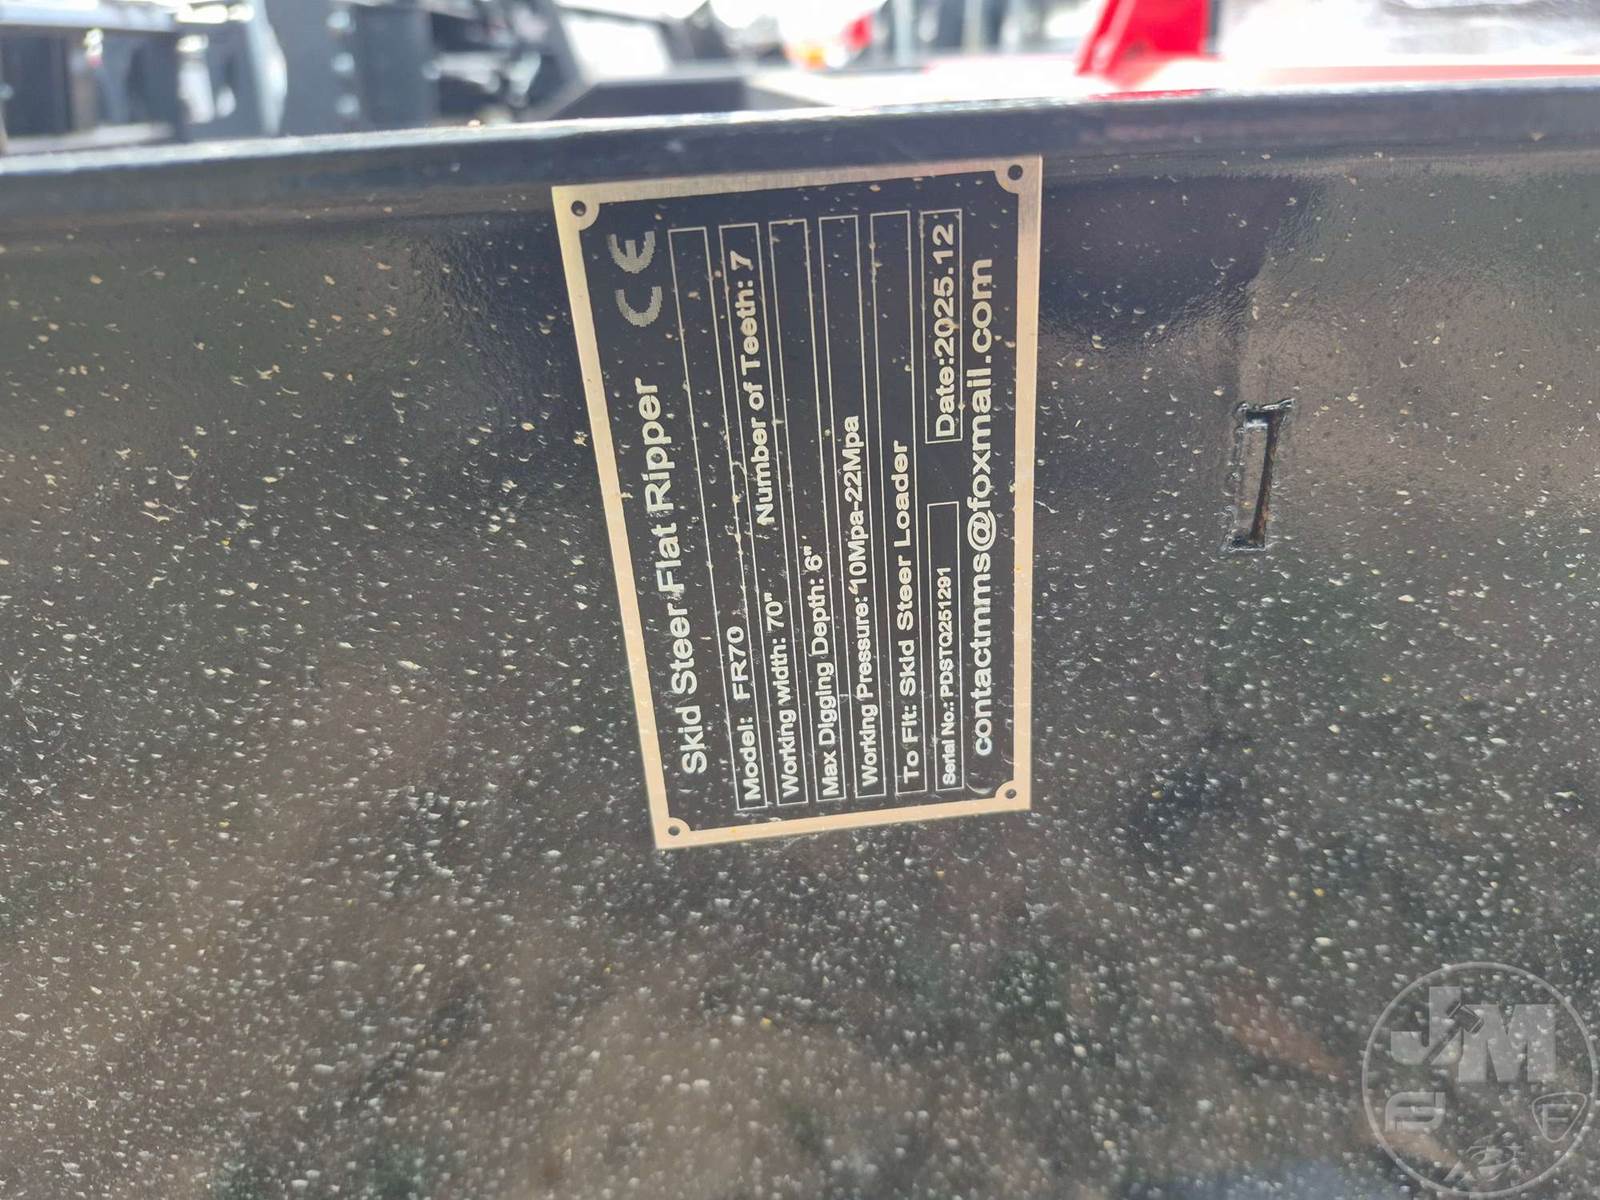 Skid Steer Flat Ripper CE
Model: FR70 Number of Teeth: 7
Working width: 70"
Max Digging Depth: 6"
Working Pressure: 10Mpa-22Mpa
To Fit: Skid Steer Loader
Serial No.: PDSTQ251291 Date:2025.12
contactmms@foxmail.com
JM